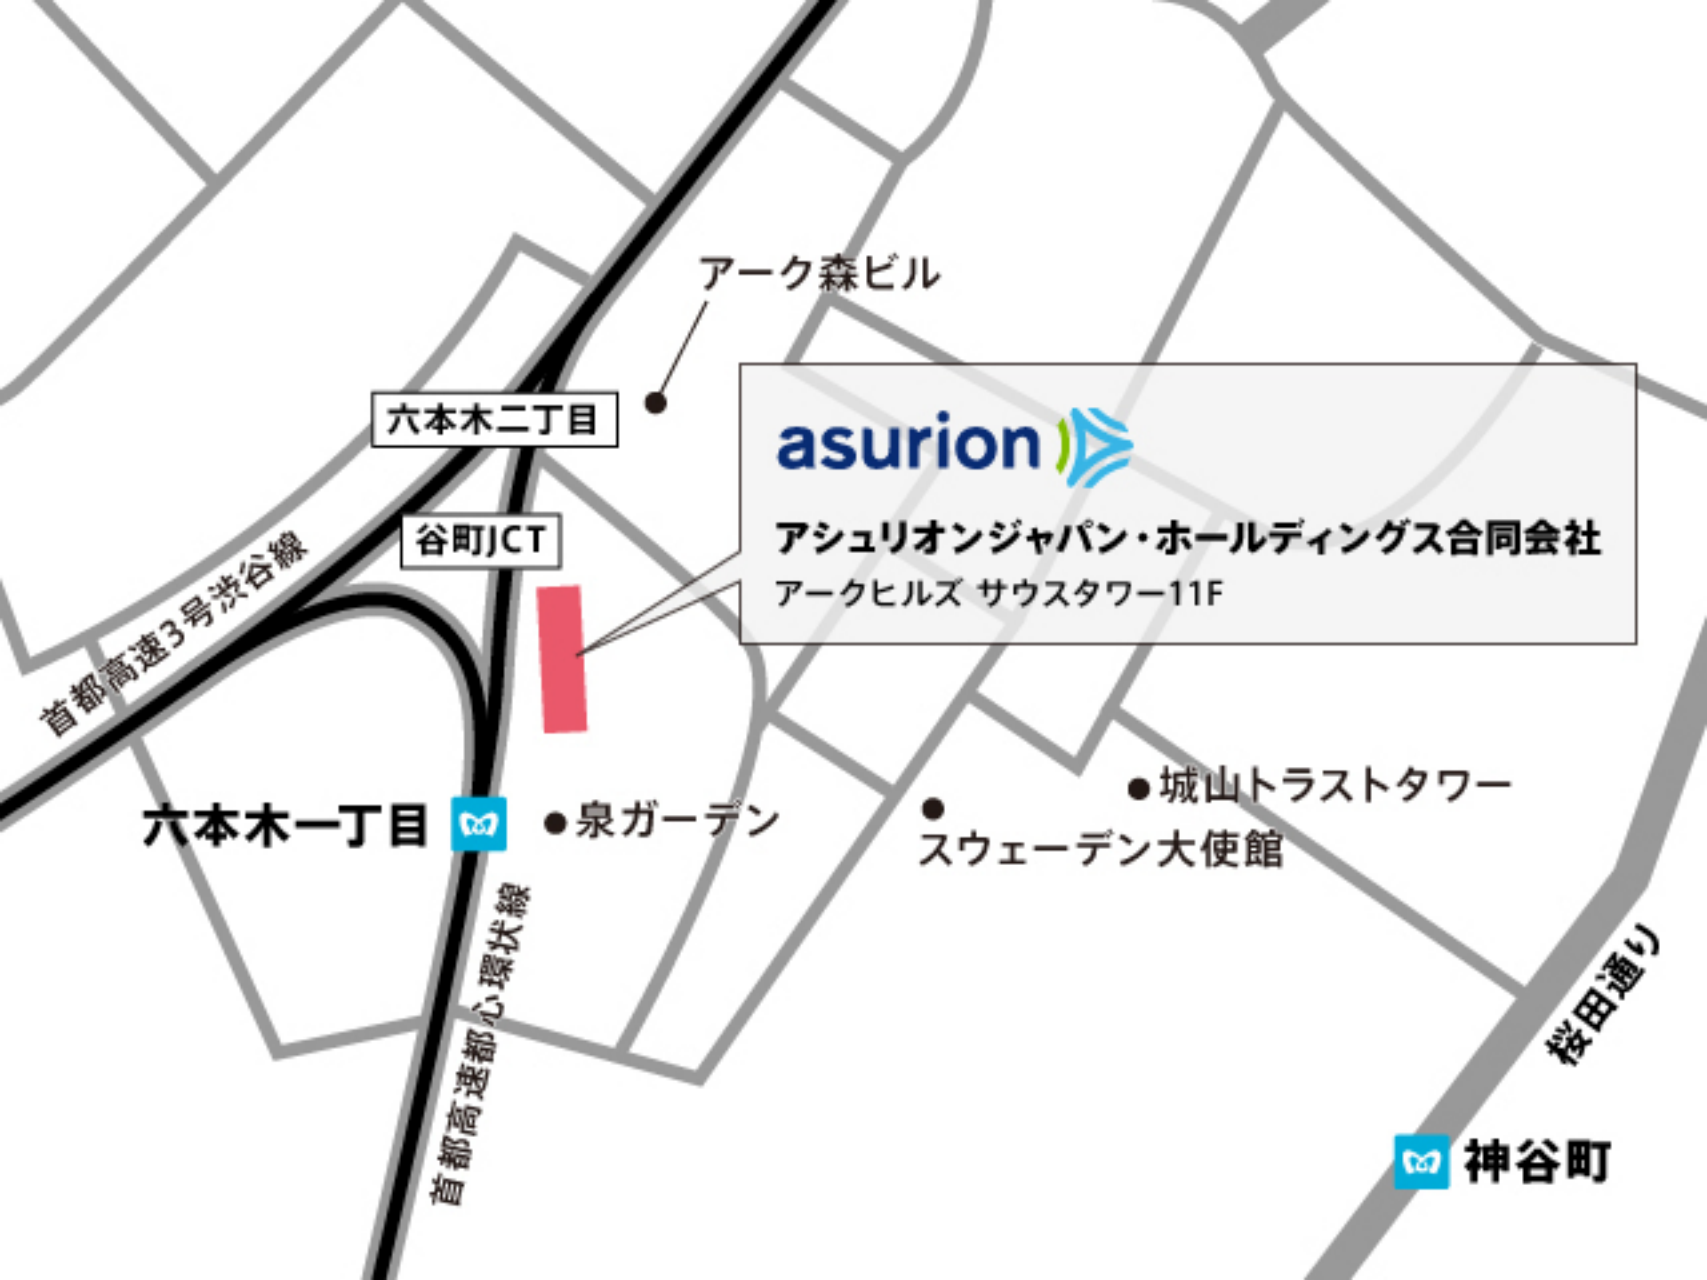 アーク森ビル
六本木二丁目
asurion
谷町JCT
アシュリオンジャパン・ホールディングス合同会社
アークヒルズ サウスタワー11F
首都高速3号渋谷線
六本木一丁目
泉ガーデン
城山トラストタワー
スウェーデン大使館
首都高速都心環状線
桜田通り
神谷町